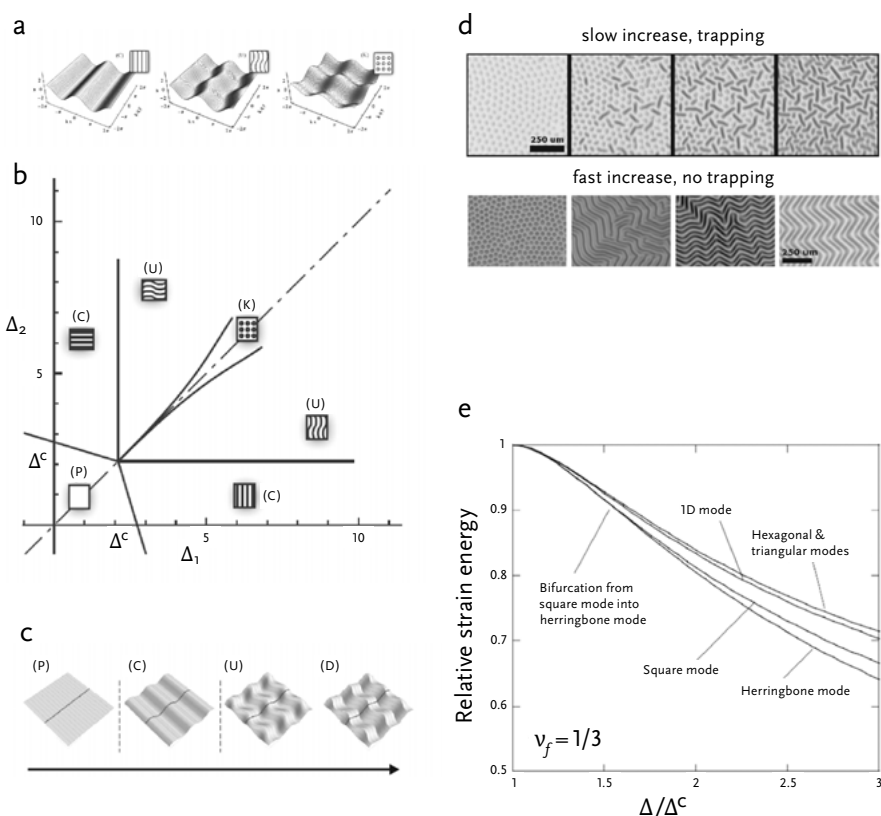 a
(C)
(U)
(K)
b
10
5
Δ₂
Δᶜ
(U)
(C)
(K)
(U)
(P)
(C)
Δᶜ
5
10
Δ₁
c
(P)
(C)
(U)
(D)
d
slow increase, trapping
250 um
fast increase, no trapping
250 um
e
Relative strain energy
1
0.9
0.8
0.7
0.6
0.5
1D mode
Hexagonal &
triangular modes
Bifurcation from
square mode into
herringbone mode
Square mode
Herringbone mode
ν_f = 1/3
1
1.5
2
2.5
3
Δ/Δᶜ